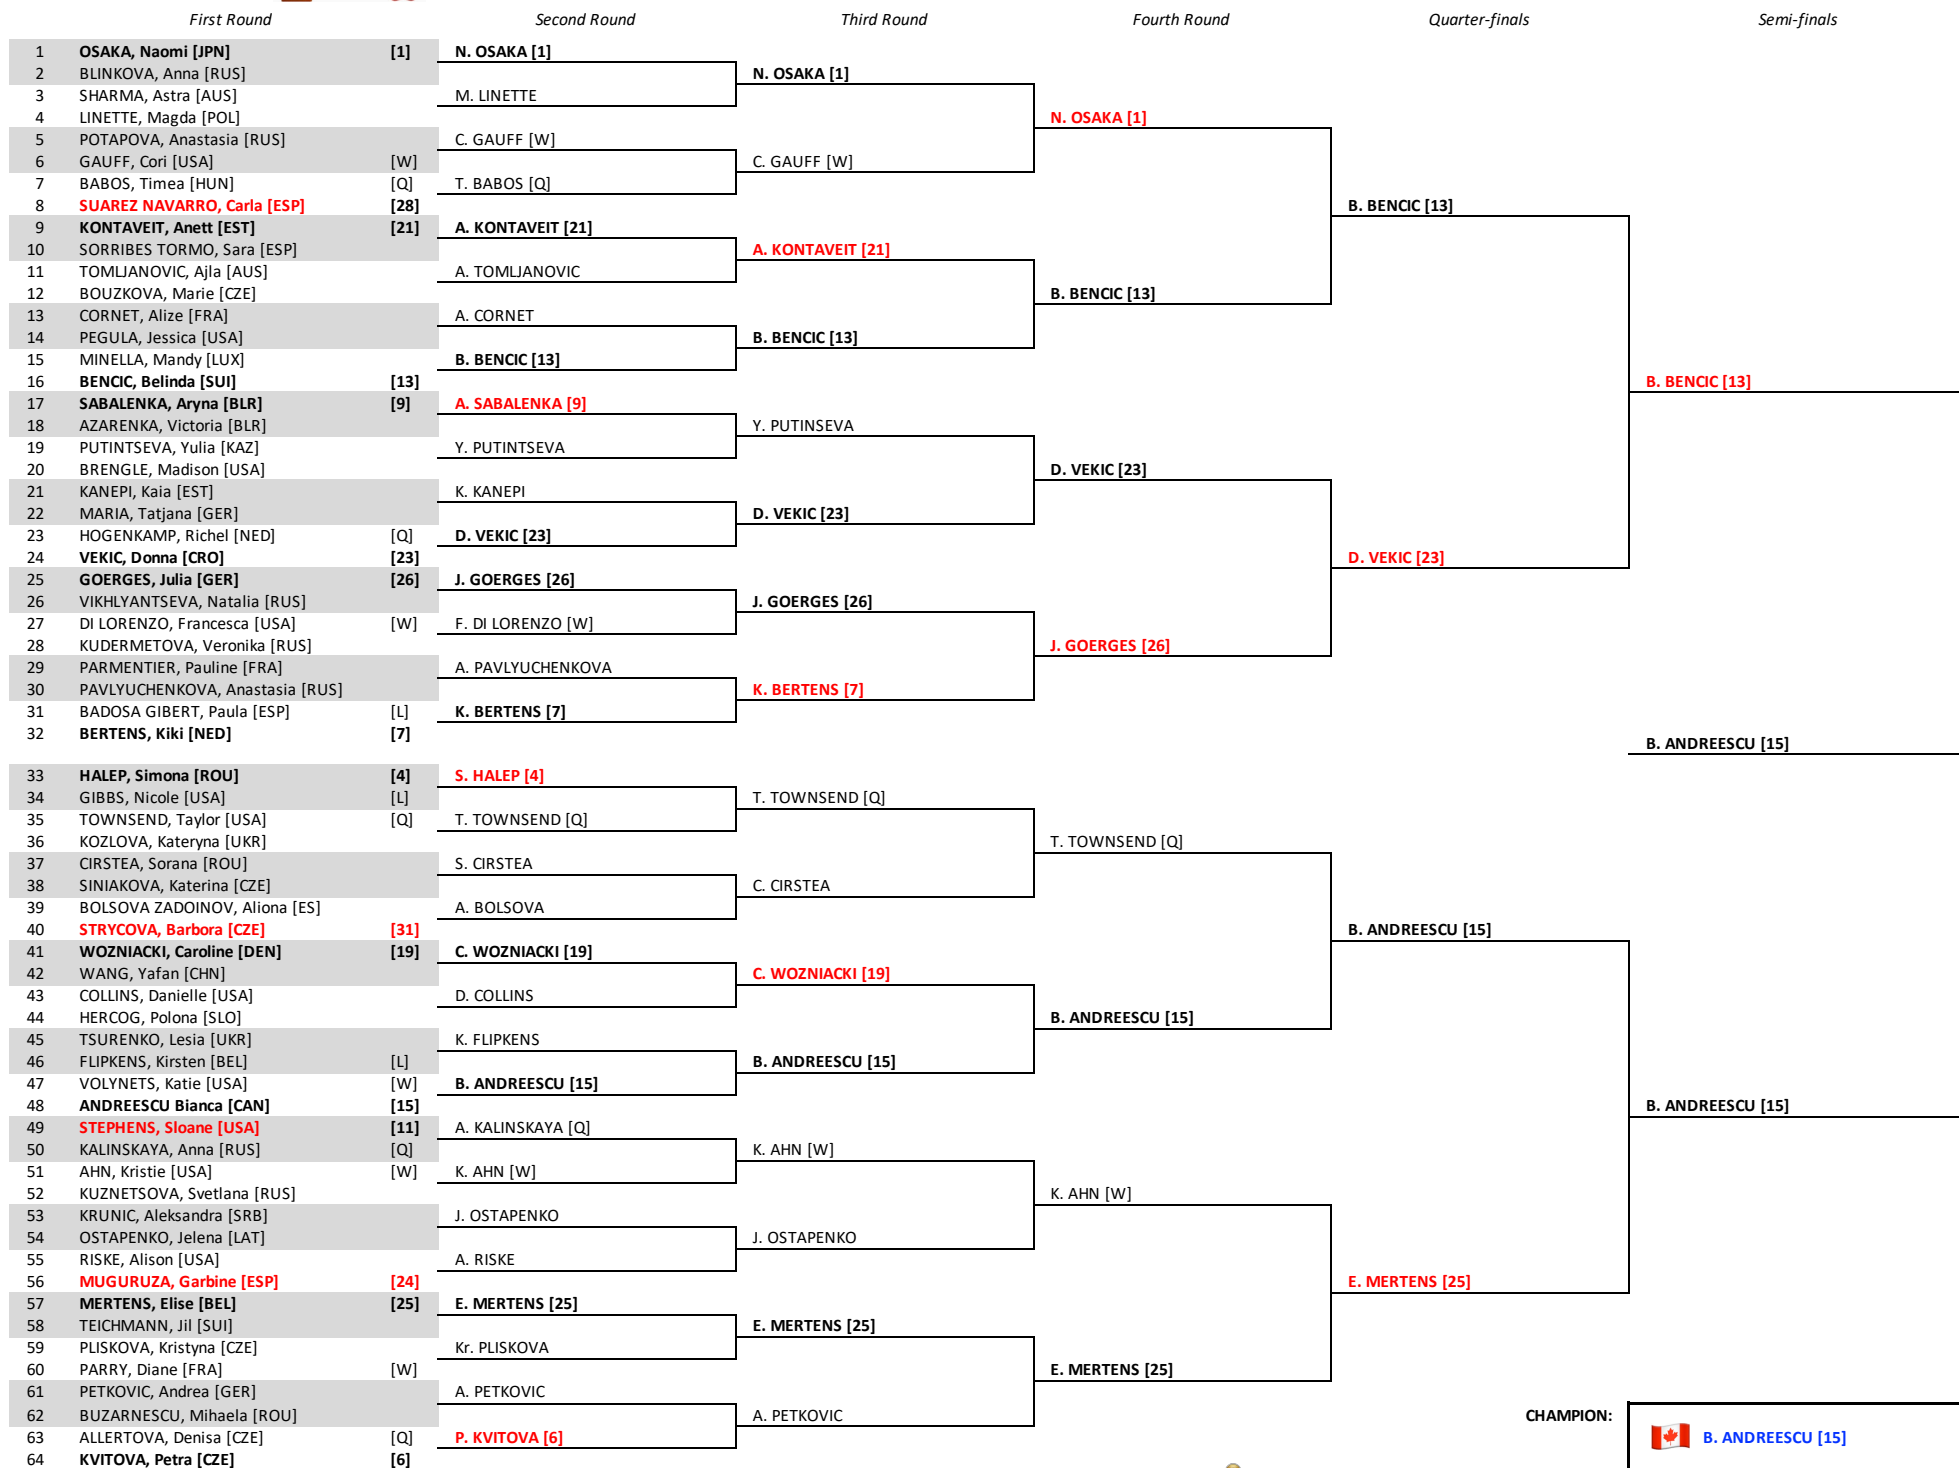 First Round Second Round Third Round Fourth Round Quarter-finals Semi-finals
1 OSAKA, Naomi [JPN] [1] N. OSAKA [1]
2 BLINKOVA, Anna [RUS] N. OSAKA [1]
3 SHARMA, Astra [AUS] M. LINETTE
4 LINETTE, Magda [POL] N. OSAKA [1]
5 POTAPOVA, Anastasia [RUS] C. GAUFF [W]
6 GAUFF, Cori [USA] [W] C. GAUFF [W]
7 BABOS, Timea [HUN] [Q] T. BABOS [Q]
8 SUAREZ NAVARRO, Carla [ESP] [28] B. BENCIC [13]
9 KONTAVEIT, Anett [EST] [21] A. KONTAVEIT [21]
10 SORRIBES TORMO, Sara [ESP] A. KONTAVEIT [21]
11 TOMLJANOVIC, Ajla [AUS] A. TOMLJANOVIC
12 BOUZKOVA, Marie [CZE] B. BENCIC [13]
13 CORNET, Alize [FRA] A. CORNET
14 PEGULA, Jessica [USA] B. BENCIC [13]
15 MINELLA, Mandy [LUX] B. BENCIC [13]
16 BENCIC, Belinda [SUI] [13] B. BENCIC [13]
17 SABALENKA, Aryna [BLR] [9] A. SABALENKA [9]
18 AZARENKA, Victoria [BLR] Y. PUTINSEVA
19 PUTINTSEVA, Yulia [KAZ] Y. PUTINTSEVA
20 BRENGLE, Madison [USA] D. VEKIC [23]
21 KANEPI, Kaia [EST] K. KANEPI
22 MARIA, Tatjana [GER] D. VEKIC [23]
23 HOGENKAMP, Richel [NED] [Q] D. VEKIC [23]
24 VEKIC, Donna [CRO] [23] D. VEKIC [23]
25 GOERGES, Julia [GER] [26] J. GOERGES [26]
26 VIKHLYANTSEVA, Natalia [RUS] J. GOERGES [26]
27 DI LORENZO, Francesca [USA] [W] F. DI LORENZO [W]
28 KUDERMETOVA, Veronika [RUS] J. GOERGES [26]
29 PARMENTIER, Pauline [FRA] A. PAVLYUCHENKOVA
30 PAVLYUCHENKOVA, Anastasia [RUS] K. BERTENS [7]
31 BADOSA GIBERT, Paula [ESP] [L] K. BERTENS [7]
32 BERTENS, Kiki [NED] [7]
B. ANDREESCU [15]
33 HALEP, Simona [ROU] [4] S. HALEP [4]
34 GIBBS, Nicole [USA] [L] T. TOWNSEND [Q]
35 TOWNSEND, Taylor [USA] [Q] T. TOWNSEND [Q]
36 KOZLOVA, Kateryna [UKR] T. TOWNSEND [Q]
37 CIRSTEA, Sorana [ROU] S. CIRSTEA
38 SINIAKOVA, Katerina [CZE] C. CIRSTEA
39 BOLSOVA ZADOINOV, Aliona [ES] A. BOLSOVA
40 STRYCOVA, Barbora [CZE] [31] B. ANDREESCU [15]
41 WOZNIACKI, Caroline [DEN] [19] C. WOZNIACKI [19]
42 WANG, Yafan [CHN] C. WOZNIACKI [19]
43 COLLINS, Danielle [USA] D. COLLINS
44 HERCOG, Polona [SLO] B. ANDREESCU [15]
45 TSURENKO, Lesia [UKR] K. FLIPKENS
46 FLIPKENS, Kirsten [BEL] [L] B. ANDREESCU [15]
47 VOLYNETS, Katie [USA] [W] B. ANDREESCU [15]
48 ANDREESCU Bianca [CAN] [15] B. ANDREESCU [15]
49 STEPHENS, Sloane [USA] [11] A. KALINSKAYA [Q]
50 KALINSKAYA, Anna [RUS] [Q] K. AHN [W]
51 AHN, Kristie [USA] [W] K. AHN [W]
52 KUZNETSOVA, Svetlana [RUS] K. AHN [W]
53 KRUNIC, Aleksandra [SRB] J. OSTAPENKO
54 OSTAPENKO, Jelena [LAT] J. OSTAPENKO
55 RISKE, Alison [USA] A. RISKE
56 MUGURUZA, Garbine [ESP] [24] E. MERTENS [25]
57 MERTENS, Elise [BEL] [25] E. MERTENS [25]
58 TEICHMANN, Jil [SUI] E. MERTENS [25]
59 PLISKOVA, Kristyna [CZE] Kr. PLISKOVA
60 PARRY, Diane [FRA] [W] E. MERTENS [25]
61 PETKOVIC, Andrea [GER] A. PETKOVIC
62 BUZARNESCU, Mihaela [ROU] A. PETKOVIC CHAMPION:
63 ALLERTOVA, Denisa [CZE] [Q] P. KVITOVA [6] B. ANDREESCU [15]
64 KVITOVA, Petra [CZE] [6]